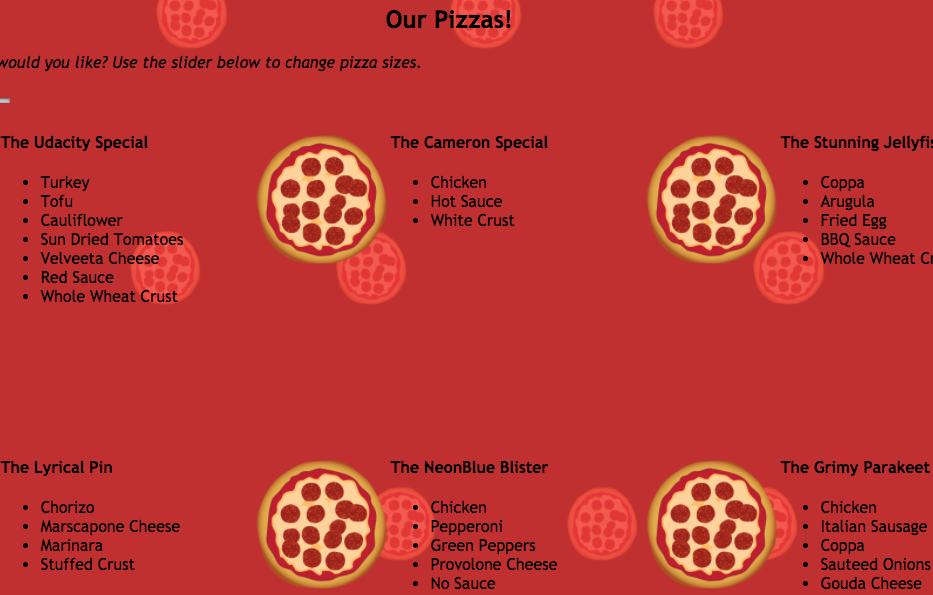 Our Pizzas!
would you like? Use the slider below to change pizza sizes.
The Udacity Special
Turkey
Tofu
Cauliflower
Sun Dried Tomatoes
Velveeta Cheese
Red Sauce
Whole Wheat Crust
The Cameron Special
Chicken
Hot Sauce
White Crust
The Stunning Jellyfis
Coppa
Arugula
Fried Egg
BBQ Sauce
Whole Wheat Cr
The Lyrical Pin
Chorizo
Marscapone Cheese
Marinara
Stuffed Crust
The NeonBlue Blister
Chicken
Pepperoni
Green Peppers
Provolone Cheese
No Sauce
The Grimy Parakeet
Chicken
Italian Sausage
Coppa
Sauteed Onions
Gouda Cheese